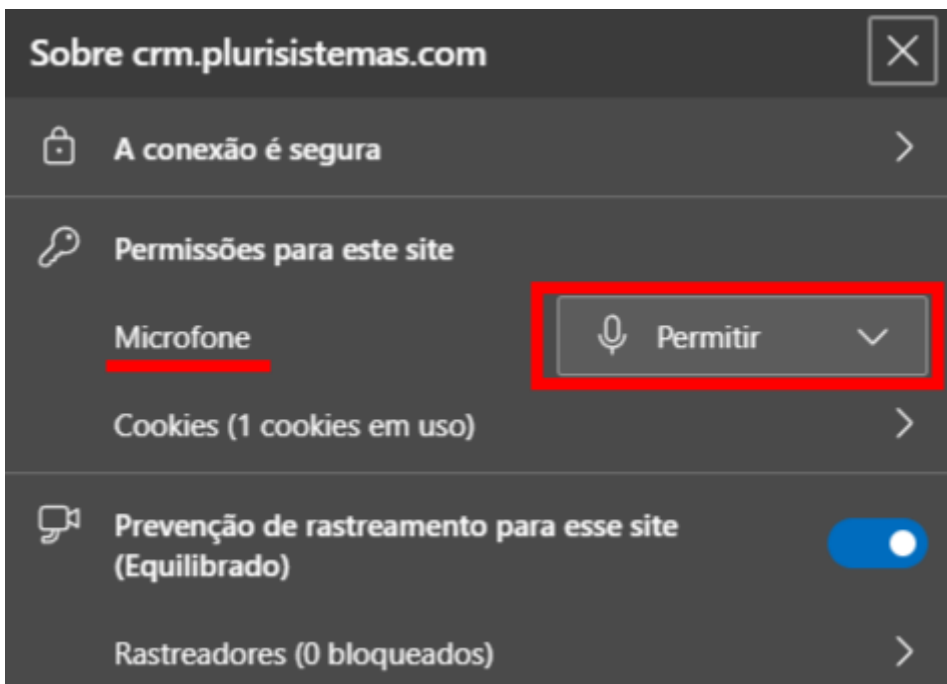 Sobre crm.plurisistemas.com
A conexão é segura
Permissões para este site
Microfone
Permitir
Cookies (1 cookies em uso)
Prevenção de rastreamento para esse site
(Equilibrado)
Rastreadores (0 bloqueados)